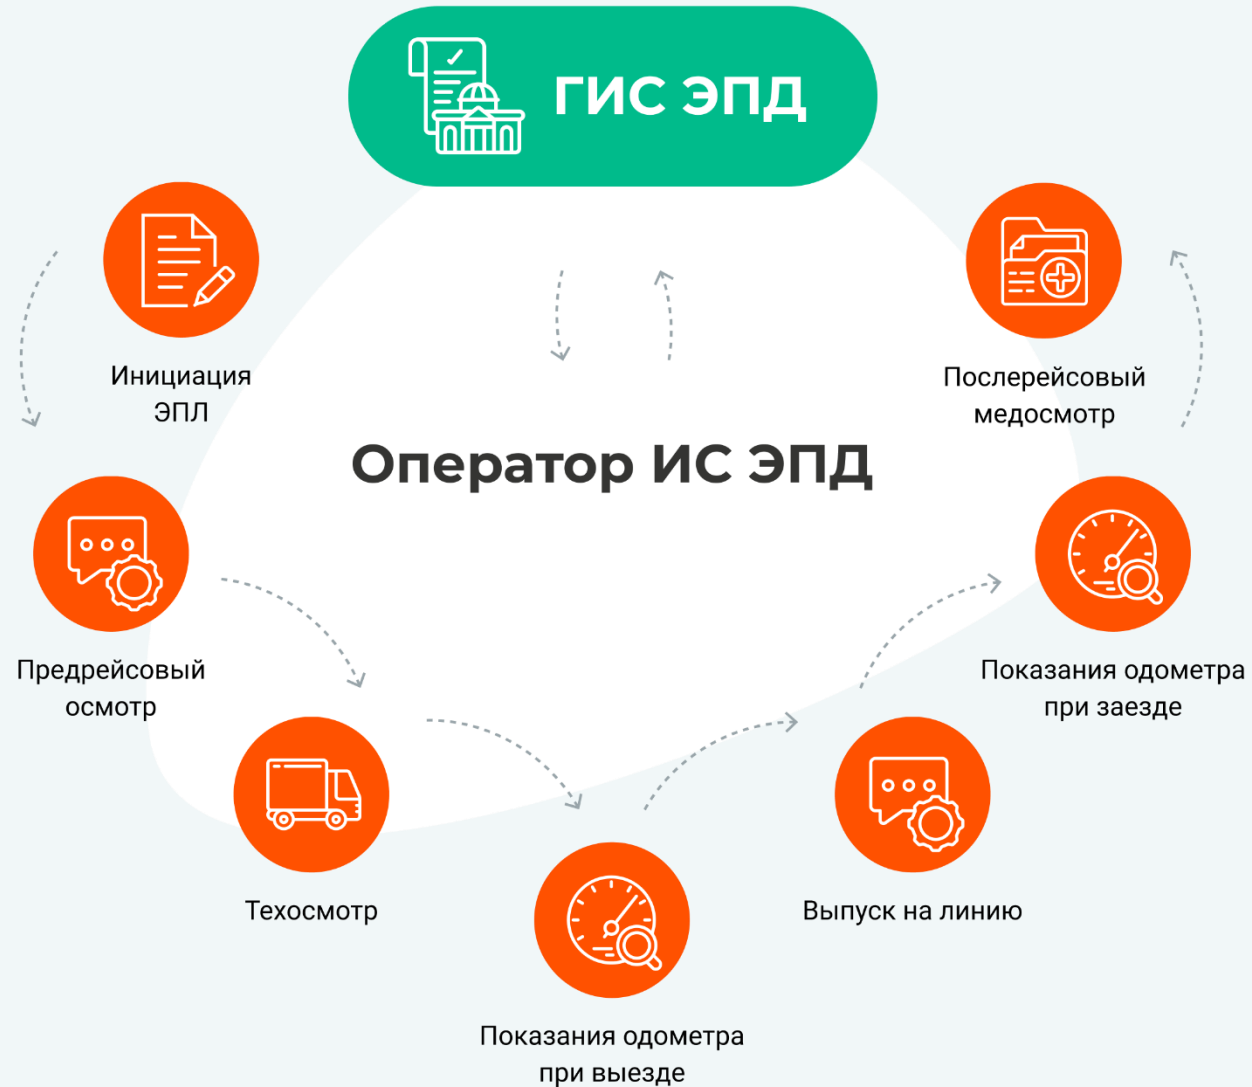 ГИС ЭПД
Инициация
ЭПЛ
Послерейсовый
медосмотр
Оператор ИС ЭПД
Предрейсовый
осмотр
Показания одометра
при заезде
Техосмотр
Выпуск на линию
Показания одометра
при выезде